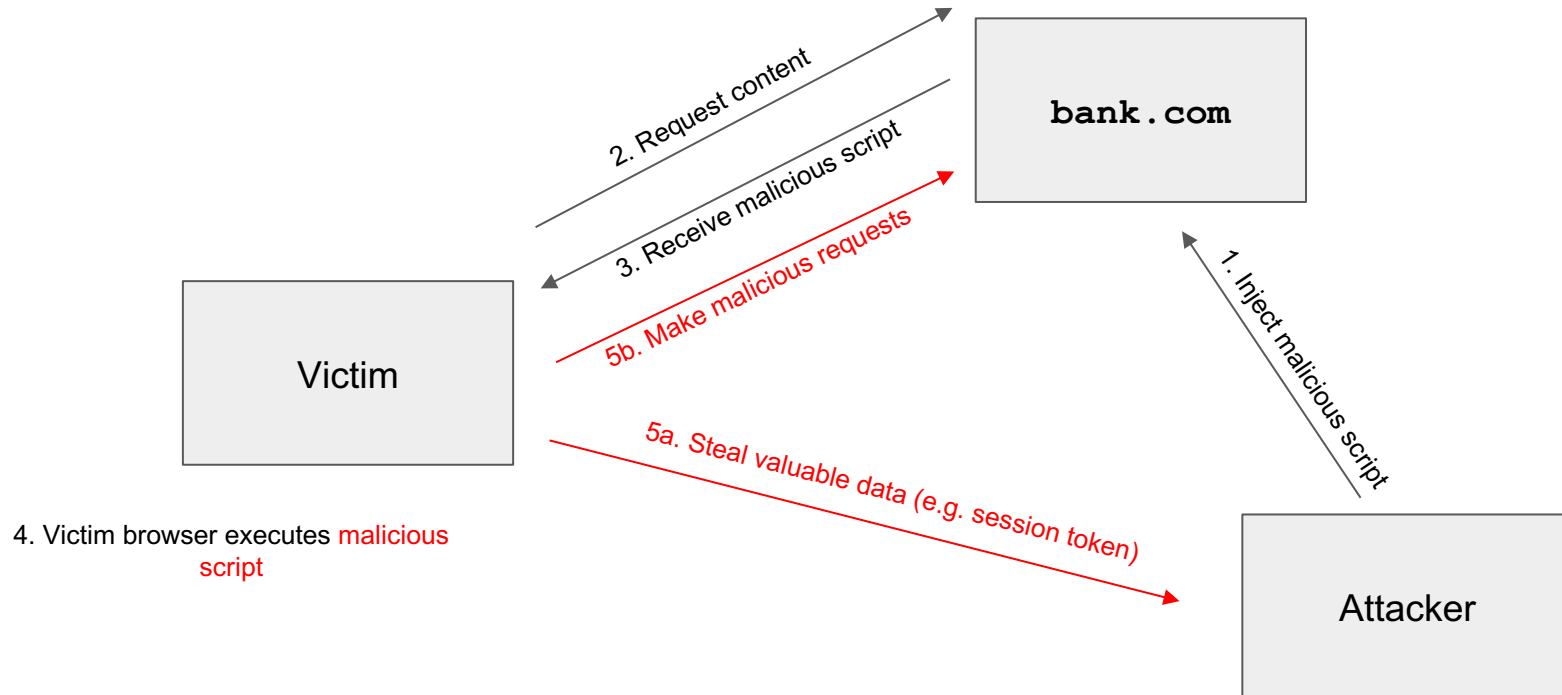 2. Request content
bank.com
3. Receive malicious script
5b. Make malicious requests
1. Inject malicious script
Victim
5a. Steal valuable data (e.g. session token)
4. Victim browser executes malicious
script
Attacker